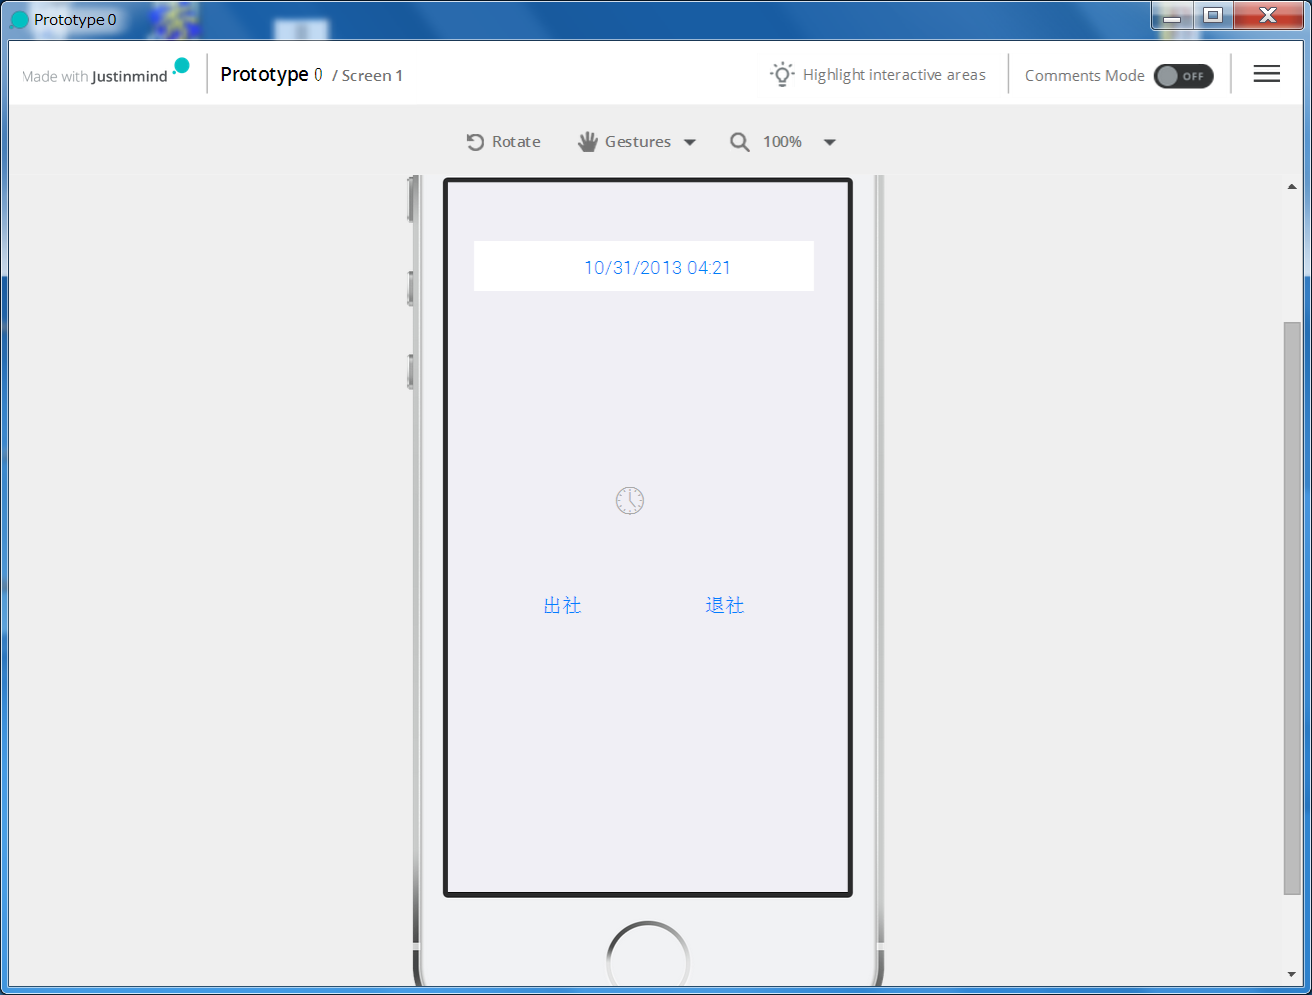 Prototype 0
Made with Justinmind
Prototype 0 / Screen 1
Highlight interactive areas
Comments Mode OFF
Rotate
Gestures
100%
10/31/2013 04:21
出社
退社